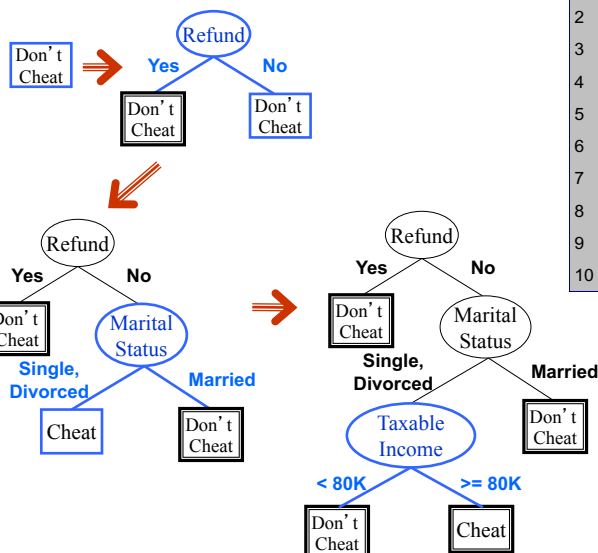 Don't
Cheat
Refund
Yes
No
Don't
Cheat
Don't
Cheat
2
3
4
5
6
7
8
9
10
Refund
Yes
No
Don't
Cheat
Marital
Status
Single,
Divorced
Married
Cheat
Don't
Cheat
Refund
Yes
No
Don't
Cheat
Marital
Status
Single,
Divorced
Married
Taxable
Income
Don't
Cheat
< 80K
>= 80K
Don't
Cheat
Cheat